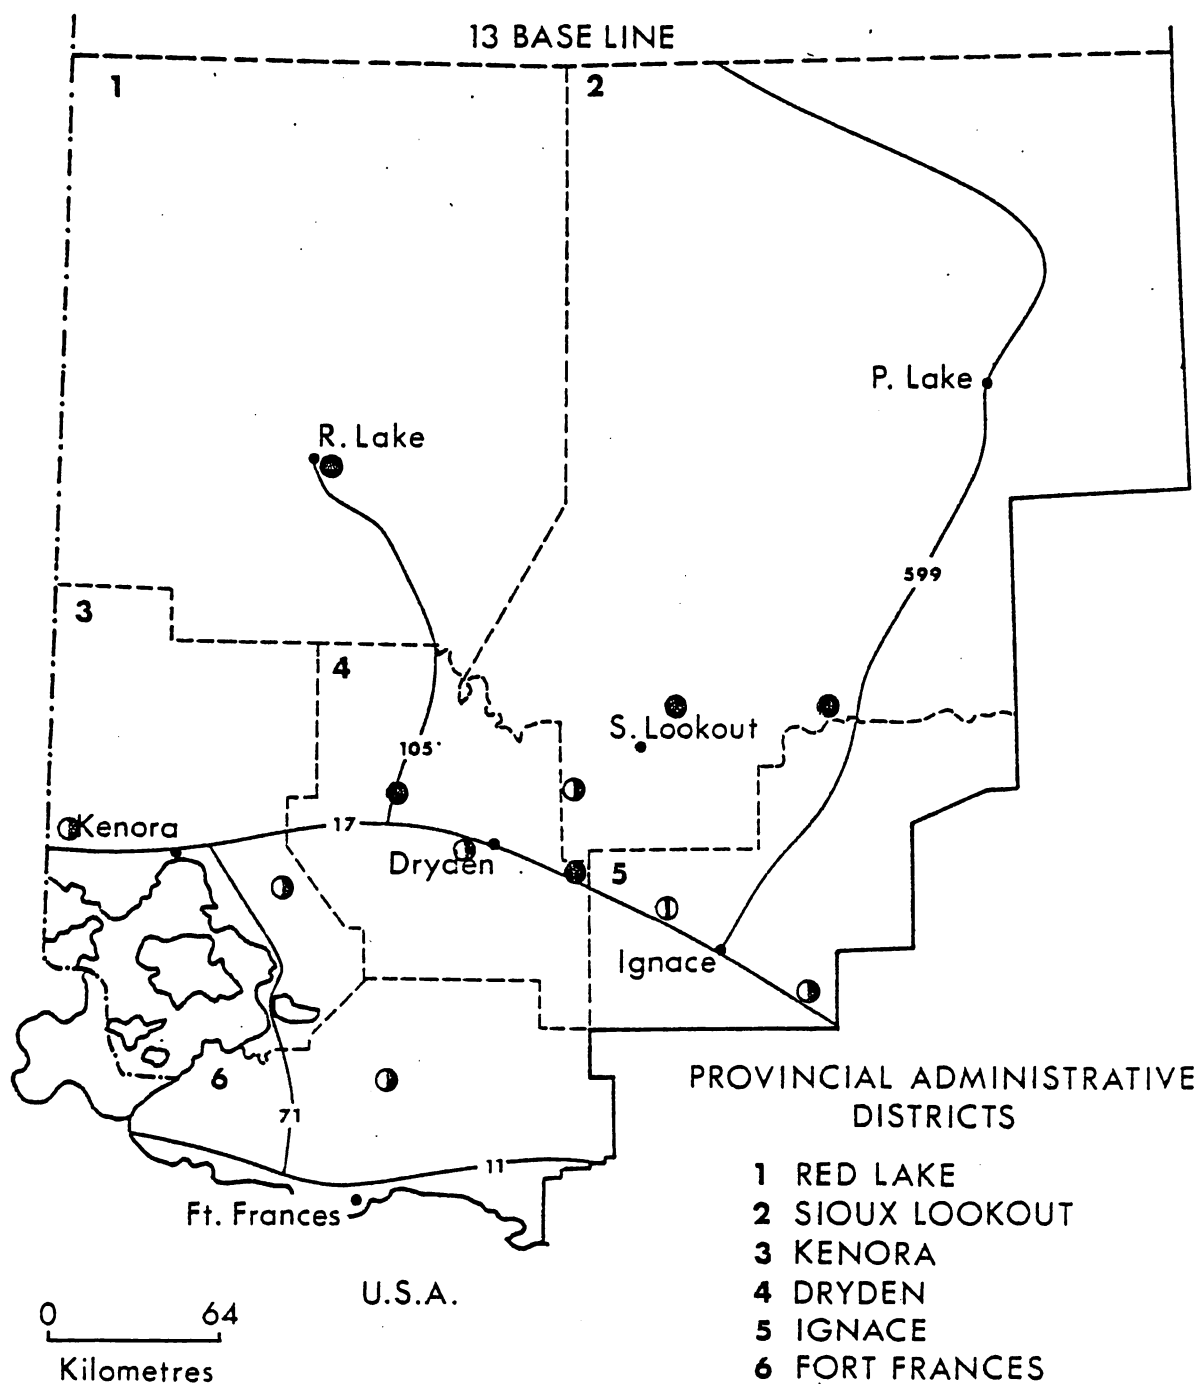 13 BASE LINE
1
2
P. Lake
R. Lake
599
3
4
S. Lookout
105
Kenora
17
Dryden
5
Ignace
6
PROVINCIAL ADMINISTRATIVE
DISTRICTS
71
11
1 RED LAKE
Ft. Frances
2 SIOUX LOOKOUT
3 KENORA
U.S.A.
4 DRYDEN
0 64
5 IGNACE
Kilometres
6 FORT FRANCES